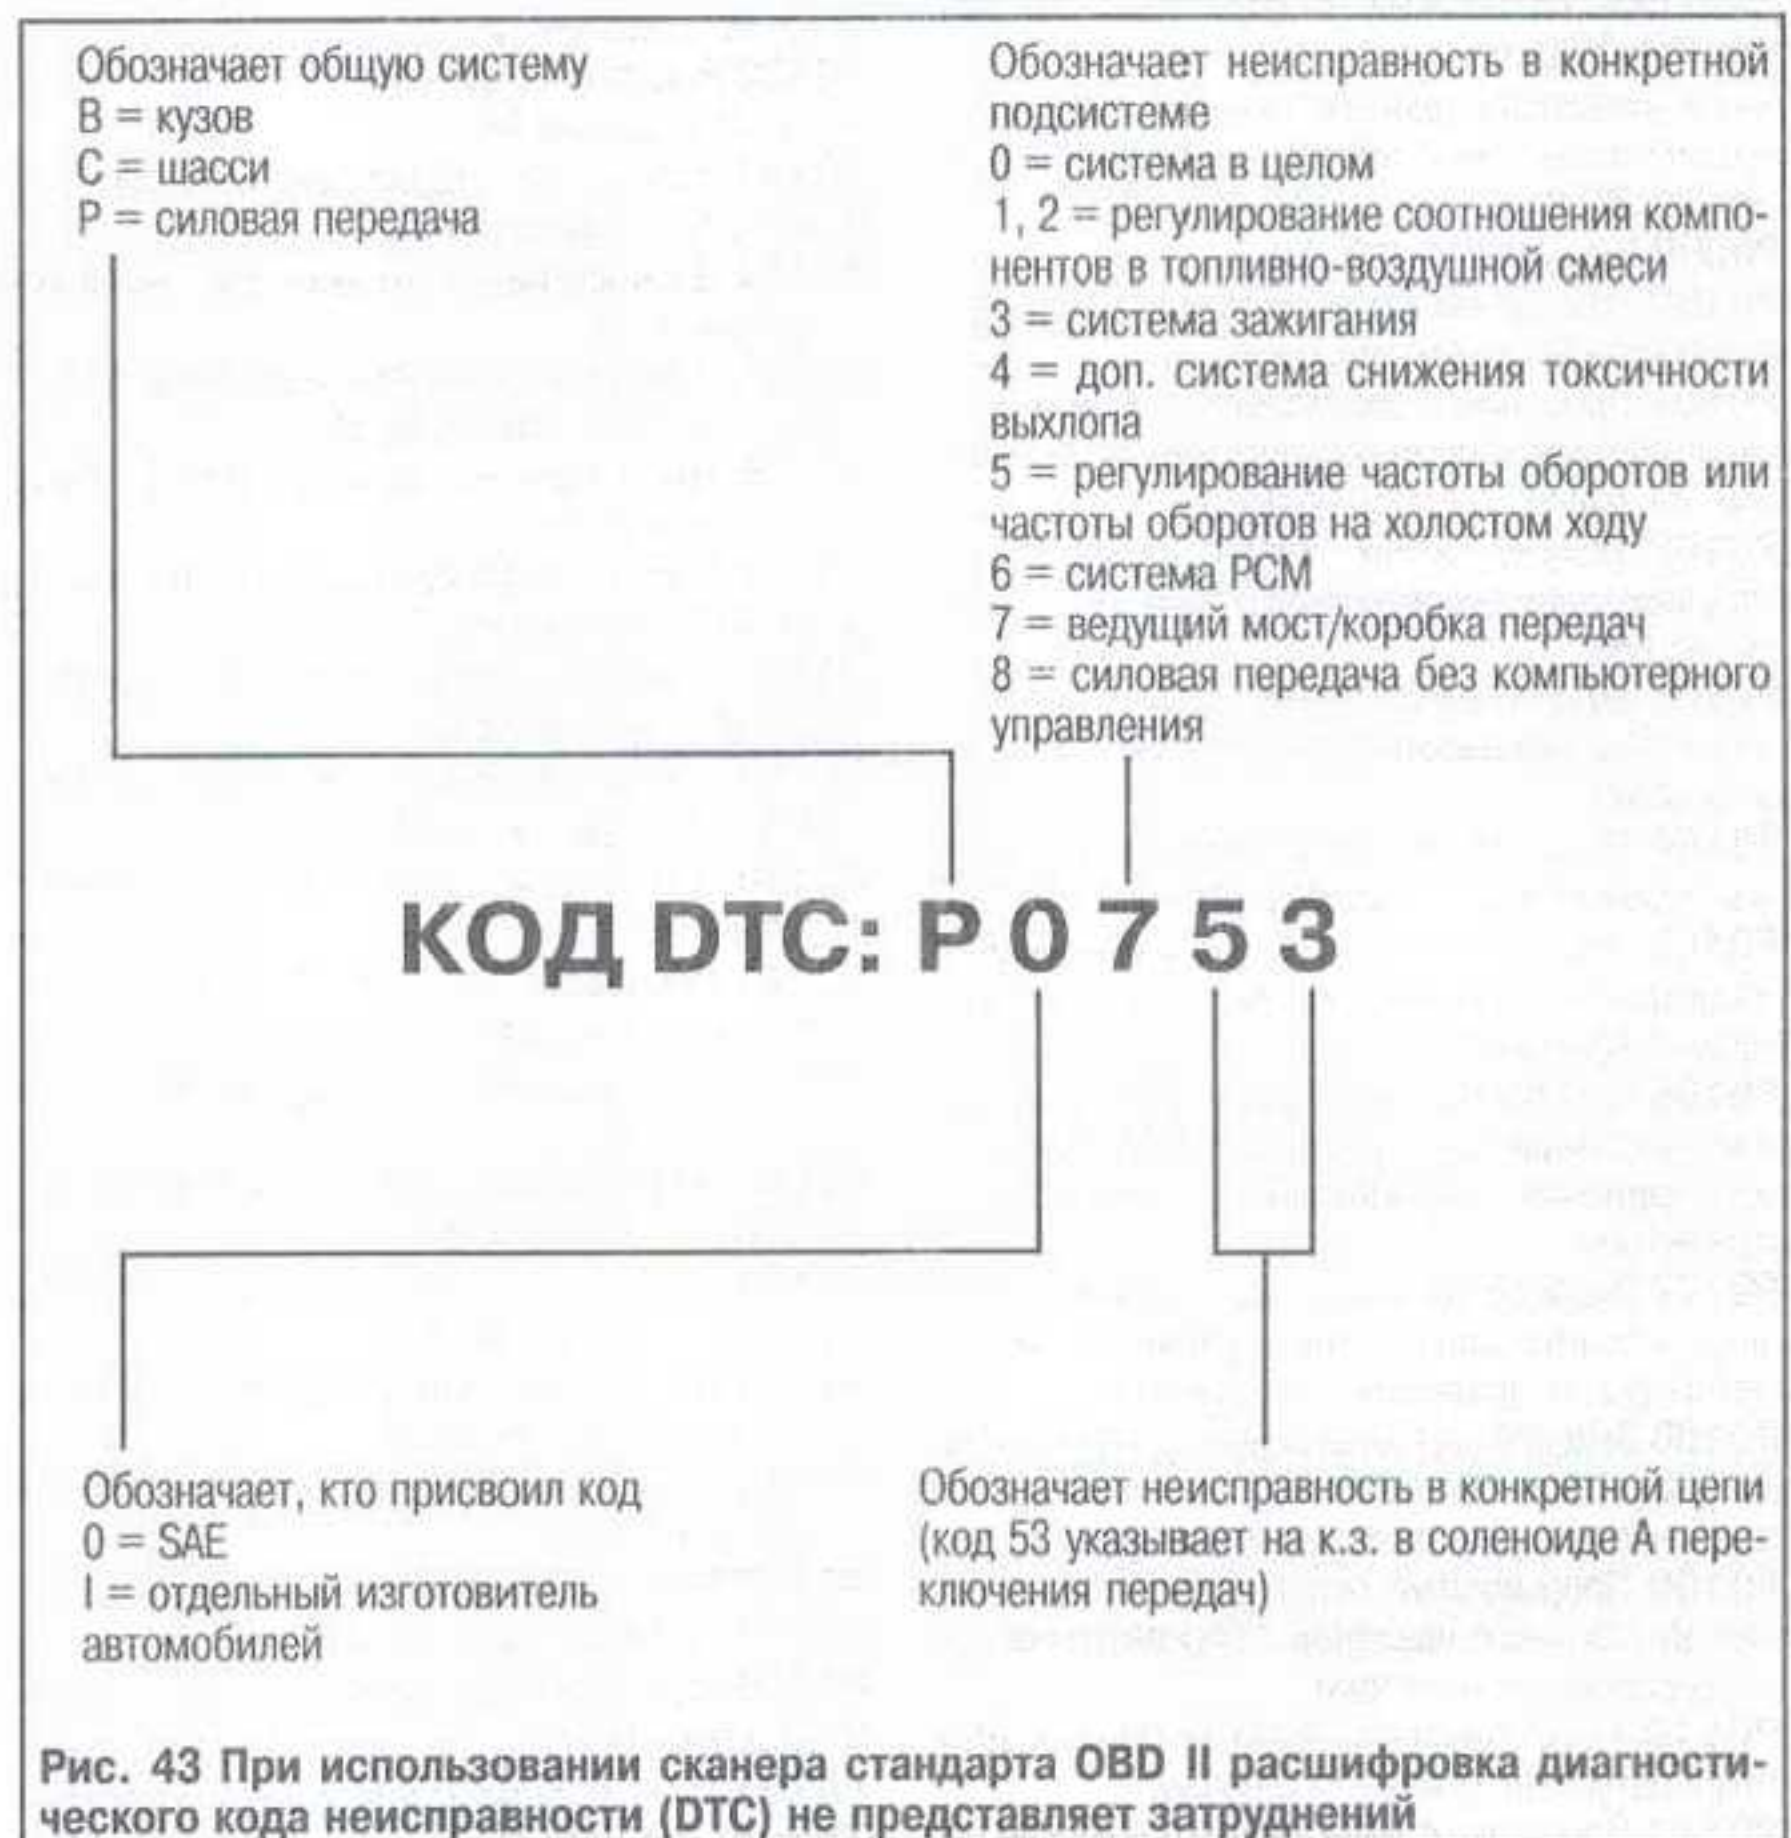 Обозначает общую систему
B = кузов
C = шасси
P = силовая передача
Обозначает неисправность в конкретной
подсистеме
0 = система в целом
1, 2 = регулирование соотношения компо-
нентов в топливно-воздушной смеси
3 = система зажигания
4 = доп. система снижения токсичности
выхлопа
5 = регулирование частоты оборотов или
частоты оборотов на холостом ходу
6 = система PCM
7 = ведущий мост/коробка передач
8 = силовая передача без компьютерного
управления
КОД DTC: P 0 7 5 3
Обозначает, кто присвоил код
0 = SAE
I = отдельный изготовитель
автомобилей
Обозначает неисправность в конкретной цепи
(код 53 указывает на к.з. в соленоиде А пере-
ключения передач)
Рис. 43 При использовании сканера стандарта OBD II расшифровка диагности-
ческого кода неисправности (DTC) не представляет затруднений